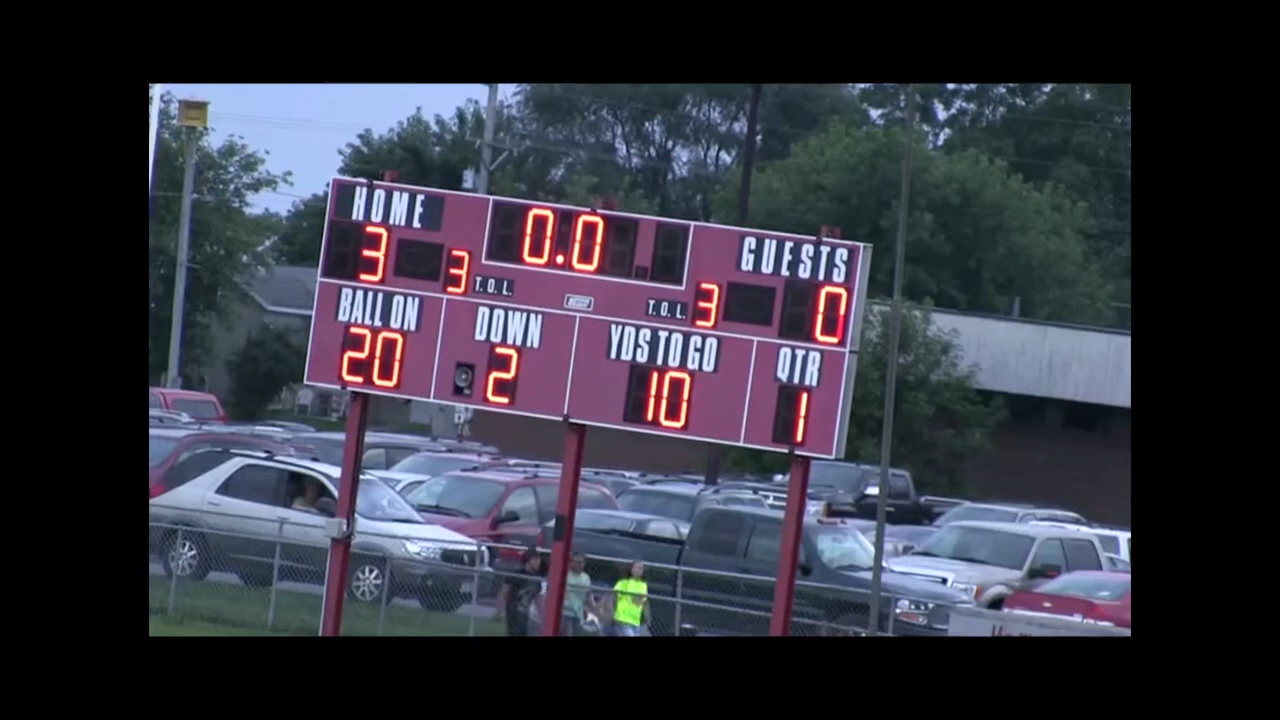 HOME 0.0 GUESTS
3 3 T.O.L. T.O.L. 3 0
BALL ON DOWN YDS TO GO QTR
20 2 10 1